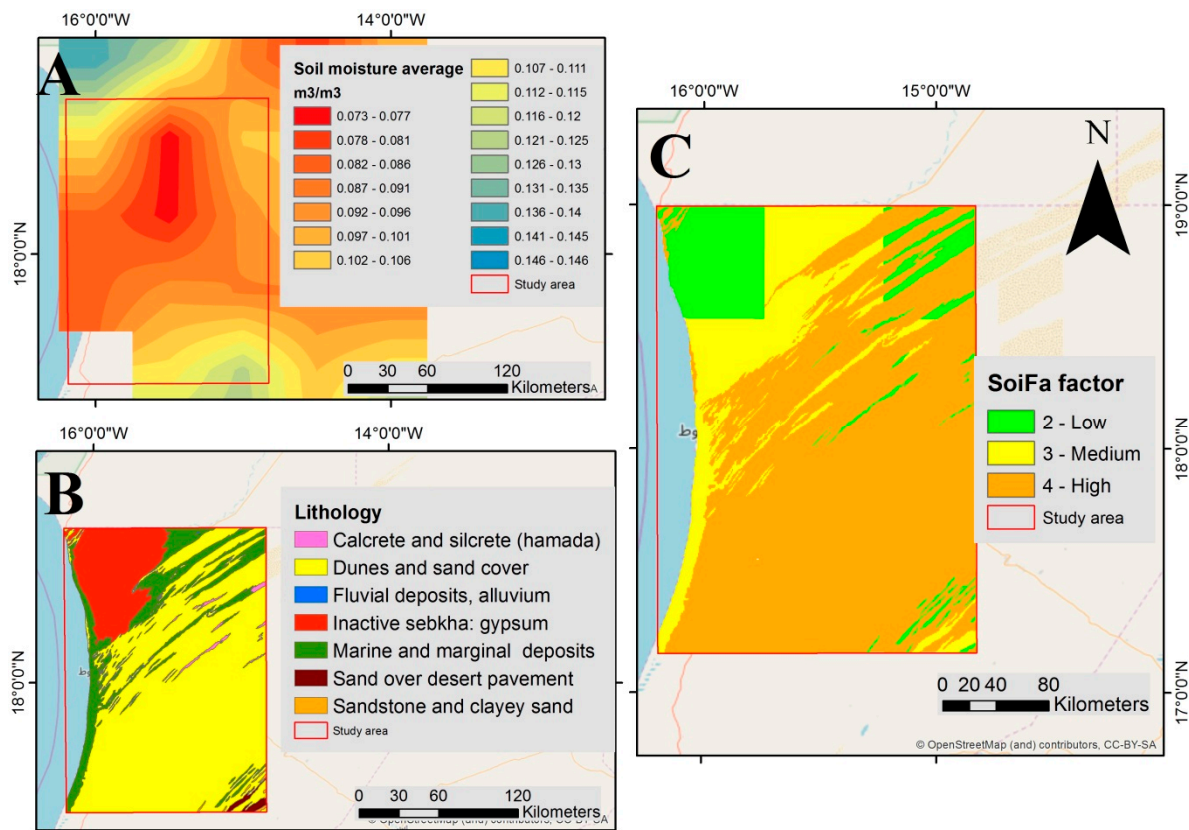 16°0'0"W
14°0'0"W
A
18°0'0"N
Soil moisture average
m3/m3
0.073 - 0.077
0.078 - 0.081
0.082 - 0.086
0.087 - 0.091
0.092 - 0.096
0.097 - 0.101
0.102 - 0.106
0.107 - 0.111
0.112 - 0.115
0.116 - 0.12
0.121 - 0.125
0.126 - 0.13
0.131 - 0.135
0.136 - 0.14
0.141 - 0.145
0.146 - 0.146
Study area
0 30 60 120
Kilometers
16°0'0"W
14°0'0"W
B
18°0'0"N
Lithology
Calcrete and silcrete (hamada)
Dunes and sand cover
Fluvial deposits, alluvium
Inactive sebkha: gypsum
Marine and marginal deposits
Sand over desert pavement
Sandstone and clayey sand
Study area
0 30 60 120
Kilometers
16°0'0"W
15°0'0"W
C
N
19°0'0"N
18°0'0"N
17°0'0"N
SoiFa factor
2 - Low
3 - Medium
4 - High
Study area
0 20 40 80
Kilometers
© OpenStreetMap (and) contributors, CC-BY-SA